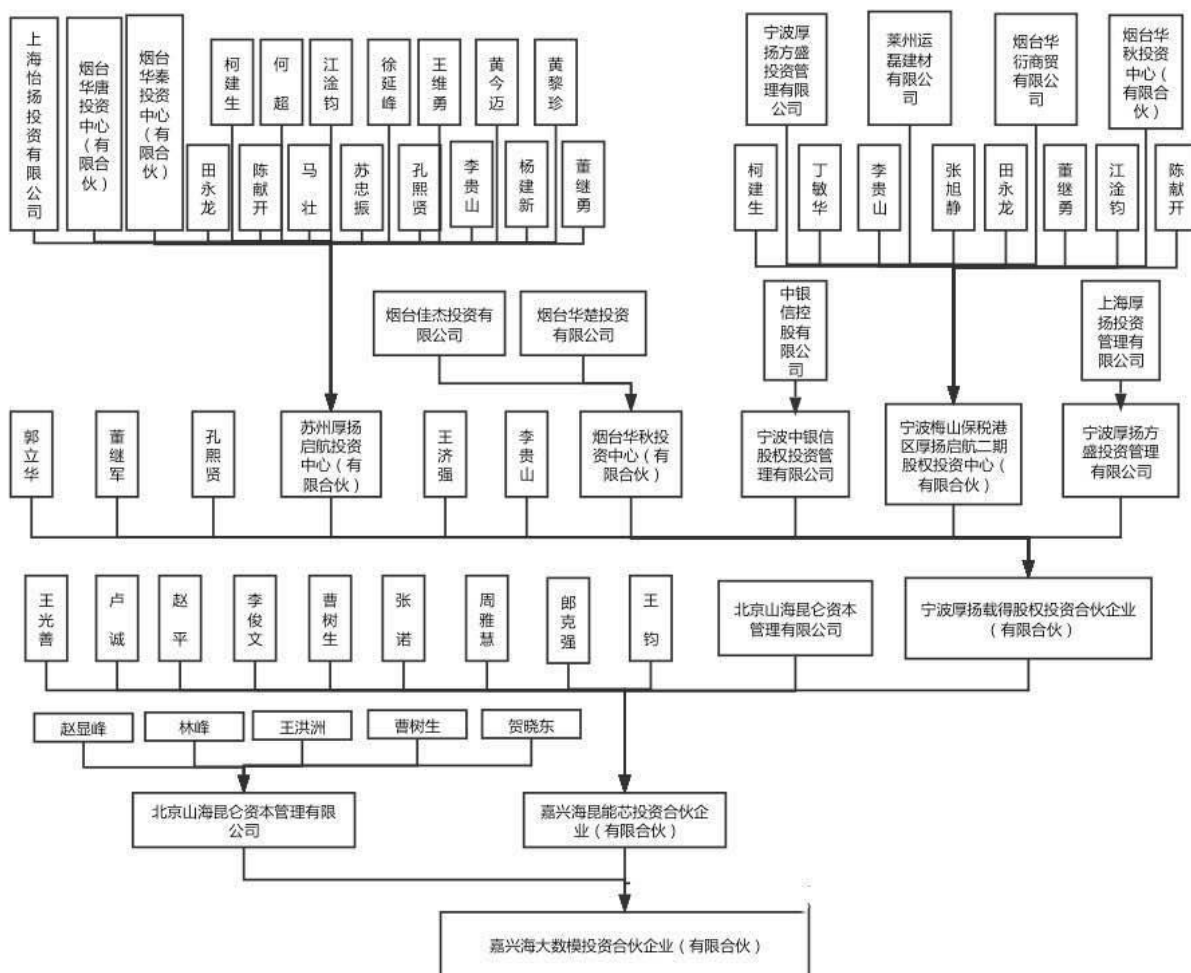 上海怡扬投资有限公司
烟台华唐投资中心（有限合伙）
烟台华秦投资中心（有限合伙）
柯建生
何超
江淦钧
徐延峰
王维勇
黄今迈
黄黎珍
田永龙
陈献开
马壮
苏忠振
孔熙贤
李贵山
杨建新
董继勇
宁波厚扬方盛投资管理有限公司
莱州运磊建材有限公司
烟台华衍商贸有限公司
烟台华秋投资中心（有限合伙）
柯建生
丁敏华
李贵山
张旭静
田永龙
董继勇
江淦钧
陈献开
烟台佳杰投资有
限公司
烟台华楚投资
有限公司
中银
信控
股有
限公
司
上海厚
扬投资
管理有
限公司
郭立华
董继军
孔熙贤
苏州厚扬
启航投资
中心（有
限合伙）
王济强
李贵山
烟台华秋投
资中心（有
限合伙）
宁波中银信
股权投资管
理有限公司
宁波梅山保税港
区厚扬启航二期
股权投资中心（
有限合伙）
宁波厚扬方
盛投资管理
有限公司
王光善
卢诚
赵平
李俊文
曹树生
张诺
周雅慧
郎克强
王钧
北京山海昆仑资本
管理有限公司
宁波厚扬载得股权投资合伙企业
（有限合伙）
赵显峰
林峰
王洪洲
曹树生
贺晓东
北京山海昆仑资本管理有限
公司
嘉兴海昆能芯投资合伙企
业（有限合伙）
嘉兴海大数模投资合伙企业（有限合伙）